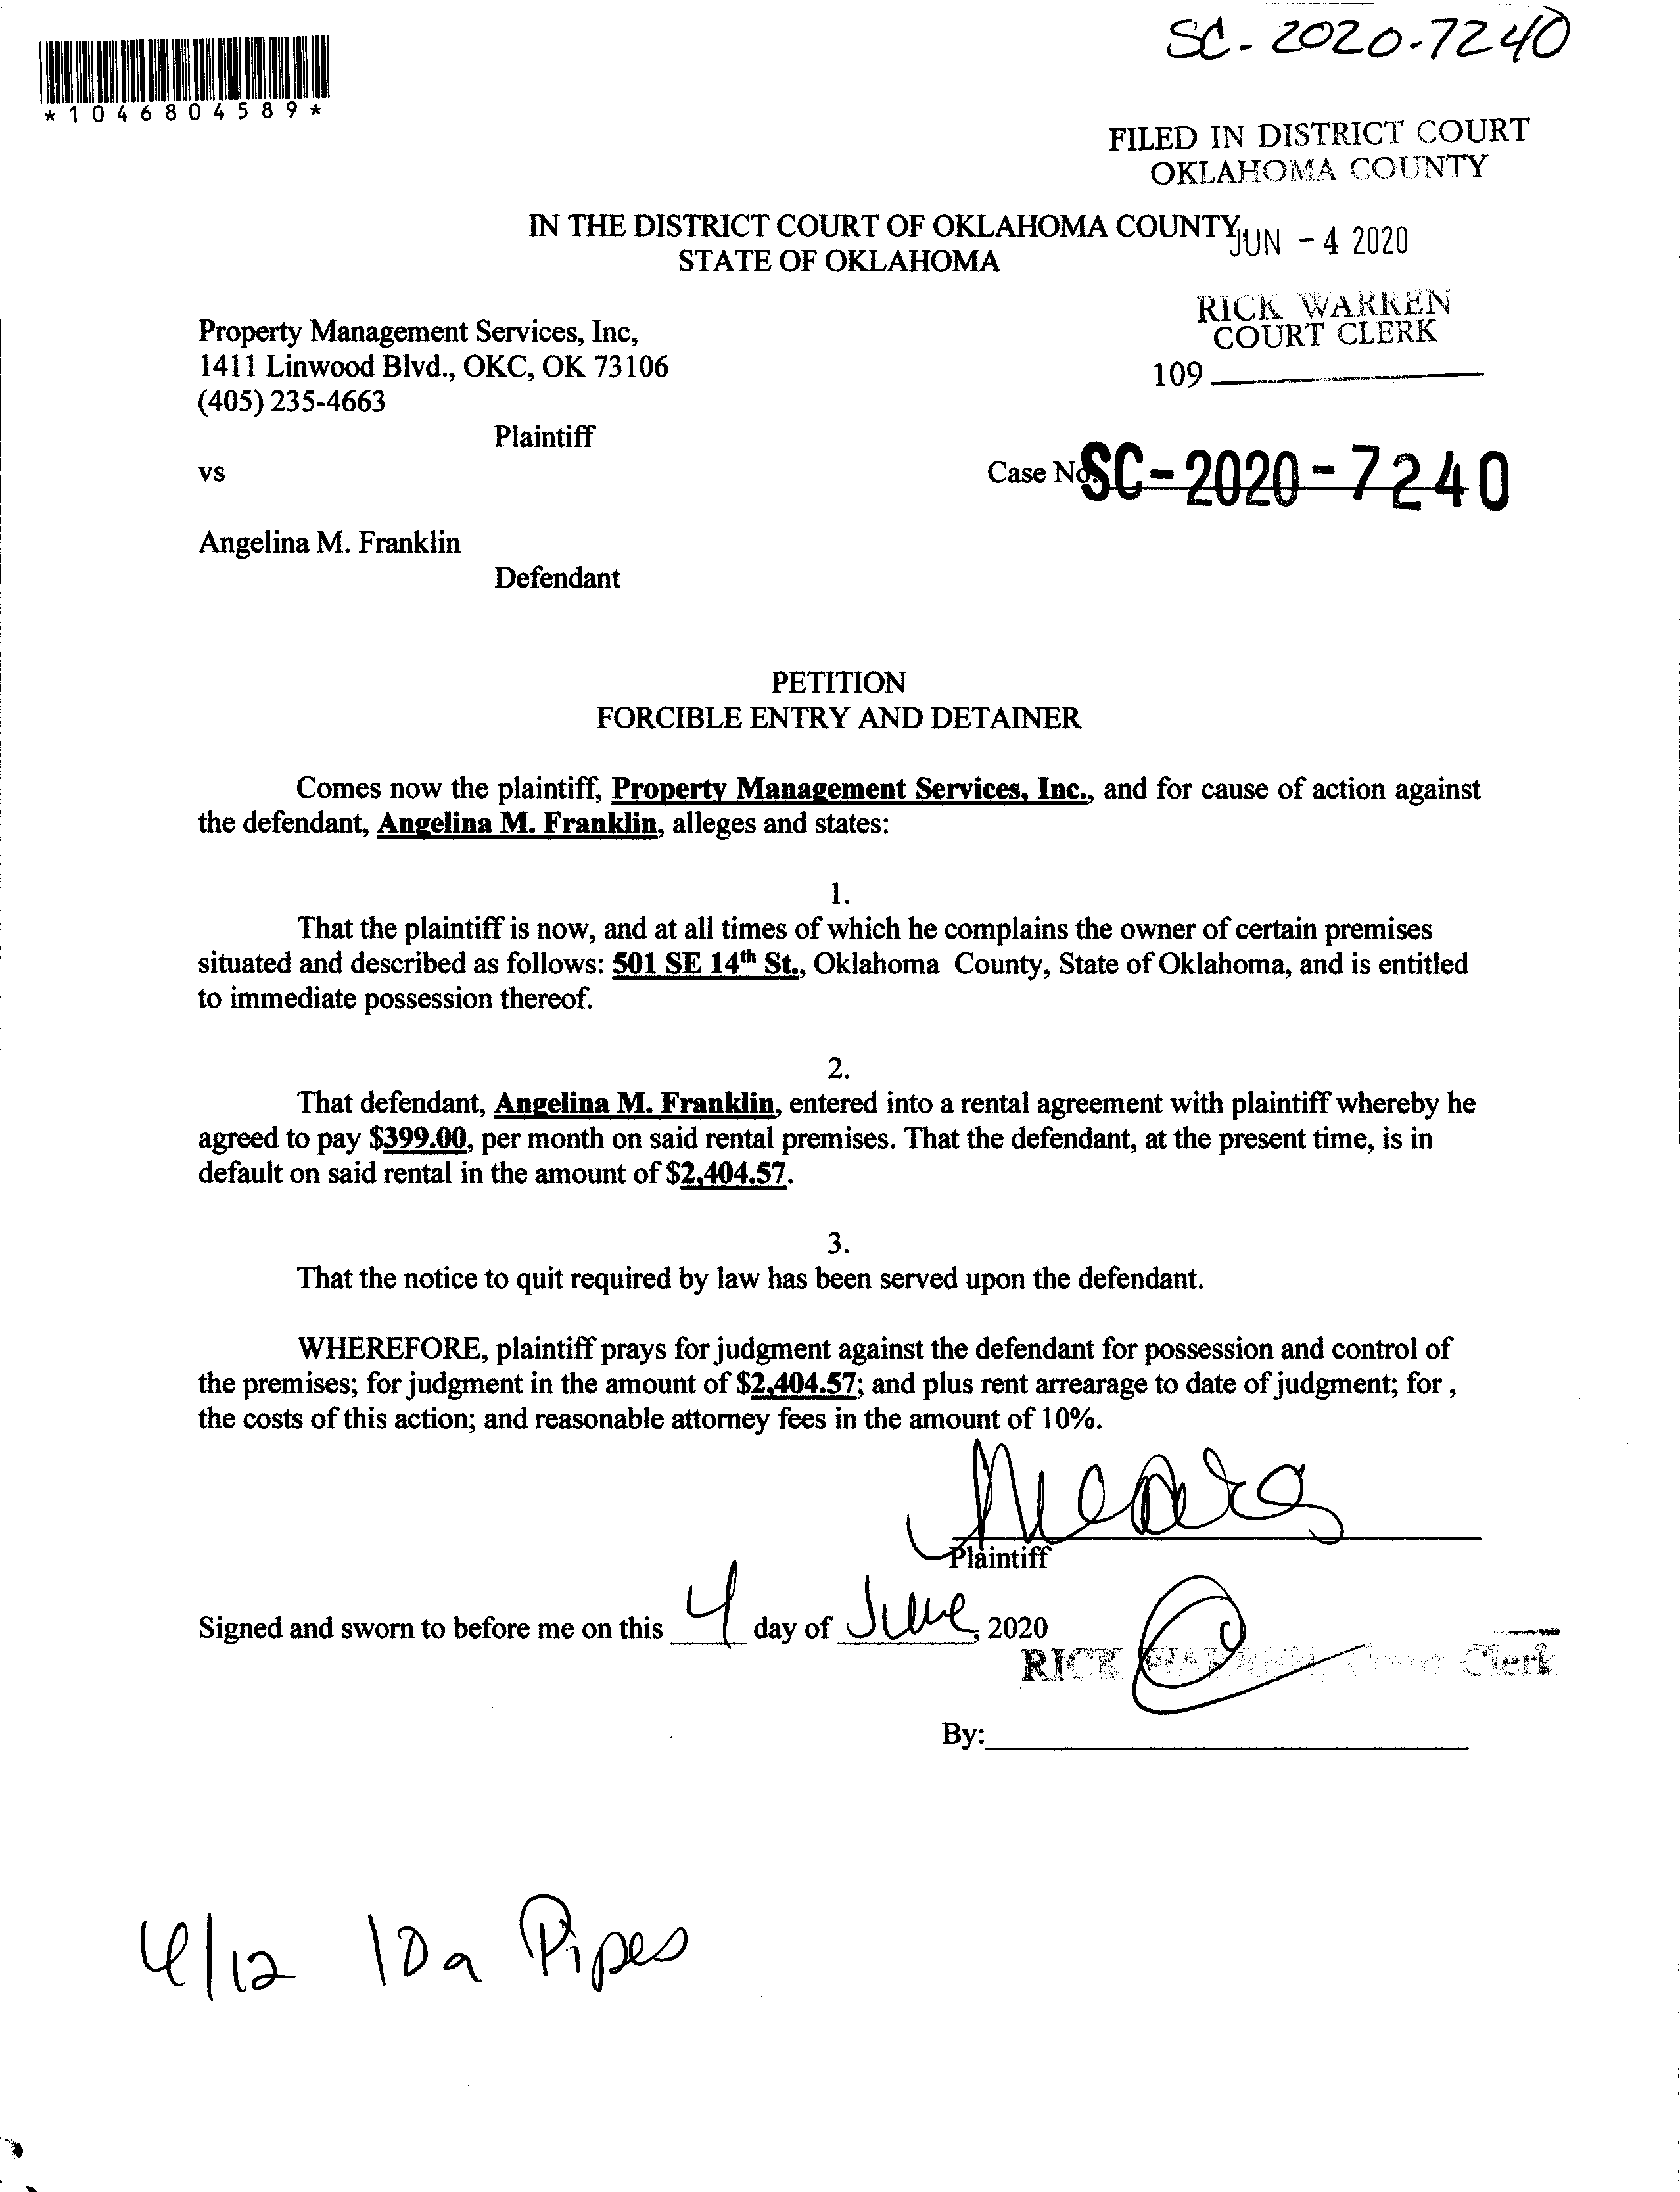 SC-2020-7240
*1046804589*
FILED IN DISTRICT COURT
OKLAHOMA COUNTY
IN THE DISTRICT COURT OF OKLAHOMA COUNTY
STATE OF OKLAHOMA
JUN -4 2020
RICK WARREN
COURT CLERK
109
Property Management Services, Inc,
1411 Linwood Blvd., OKC, OK 73106
(405) 235-4663
Plaintiff
vs
Case No. SC-2020-7240
Angelina M. Franklin
Defendant
PETITION
FORCIBLE ENTRY AND DETAINER
Comes now the plaintiff, Property Management Services, Inc., and for cause of action against
the defendant, Angelina M. Franklin, alleges and states:
1.
That the plaintiff is now, and at all times of which he complains the owner of certain premises
situated and described as follows: 501 SE 14th St., Oklahoma County, State of Oklahoma, and is entitled
to immediate possession thereof.
2.
That defendant, Angelina M. Franklin, entered into a rental agreement with plaintiff whereby he
agreed to pay $399.00, per month on said rental premises. That the defendant, at the present time, is in
default on said rental in the amount of $2,404.57.
3.
That the notice to quit required by law has been served upon the defendant.
WHEREFORE, plaintiff prays for judgment against the defendant for possession and control of
the premises; for judgment in the amount of $2,404.57; and plus rent arrearage to date of judgment; for ,
the costs of this action; and reasonable attorney fees in the amount of 10%.
Plaintiff
Signed and sworn to before me on this 4 day of June, 2020
RICK WARREN, Court Clerk
By:
10a Pipes